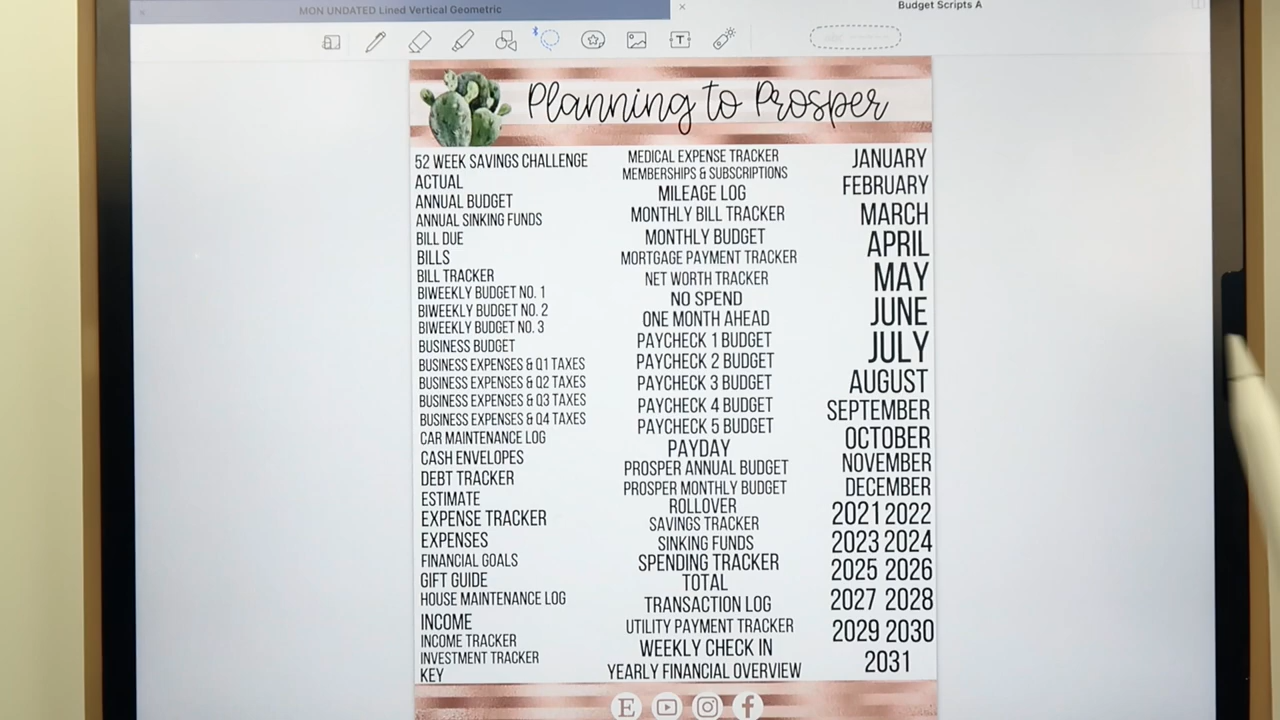 MON UNDATED Lined Vertical Geometric
Budget Scripts A
Planning to Prosper
52 WEEK SAVINGS CHALLENGE
ACTUAL
ANNUAL BUDGET
ANNUAL SINKING FUNDS
BILL DUE
BILLS
BILL TRACKER
BIWEEKLY BUDGET NO. 1
BIWEEKLY BUDGET NO. 2
BIWEEKLY BUDGET NO. 3
BUSINESS BUDGET
BUSINESS EXPENSES & Q1 TAXES
BUSINESS EXPENSES & Q2 TAXES
BUSINESS EXPENSES & Q3 TAXES
BUSINESS EXPENSES & Q4 TAXES
CAR MAINTENANCE LOG
CASH ENVELOPES
DEBT TRACKER
ESTIMATE
EXPENSE TRACKER
EXPENSES
FINANCIAL GOALS
GIFT GUIDE
HOUSE MAINTENANCE LOG
INCOME
INCOME TRACKER
INVESTMENT TRACKER
KEY
MEDICAL EXPENSE TRACKER
MEMBERSHIPS & SUBSCRIPTIONS
MILEAGE LOG
MONTHLY BILL TRACKER
MONTHLY BUDGET
MORTGAGE PAYMENT TRACKER
NET WORTH TRACKER
NO SPEND
ONE MONTH AHEAD
PAYCHECK 1 BUDGET
PAYCHECK 2 BUDGET
PAYCHECK 3 BUDGET
PAYCHECK 4 BUDGET
PAYCHECK 5 BUDGET
PAYDAY
PROSPER ANNUAL BUDGET
PROSPER MONTHLY BUDGET
ROLLOVER
SAVINGS TRACKER
SINKING FUNDS
SPENDING TRACKER
TOTAL
TRANSACTION LOG
UTILITY PAYMENT TRACKER
WEEKLY CHECK IN
YEARLY FINANCIAL OVERVIEW
JANUARY
FEBRUARY
MARCH
APRIL
MAY
JUNE
JULY
AUGUST
SEPTEMBER
OCTOBER
NOVEMBER
DECEMBER
2021 2022
2023 2024
2025 2026
2027 2028
2029 2030
2031